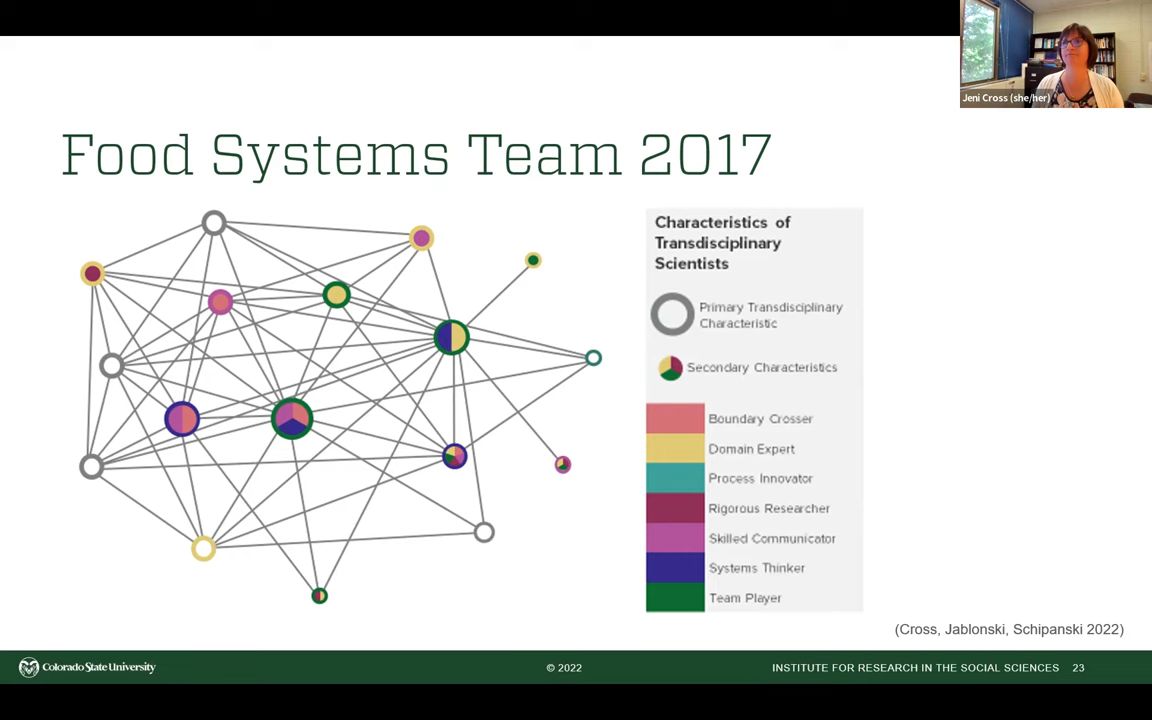 Jeni Cross (she/her)
Food Systems Team 2017
Characteristics of
Transdisciplinary
Scientists
Primary Transdisciplinary
Characteristic
Secondary Characteristics
Boundary Crosser
Domain Expert
Process Innovator
Rigorous Researcher
Skilled Communicator
Systems Thinker
Team Player
(Cross, Jablonski, Schipanski 2022)
Colorado State University
© 2022
INSTITUTE FOR RESEARCH IN THE SOCIAL SCIENCES 23